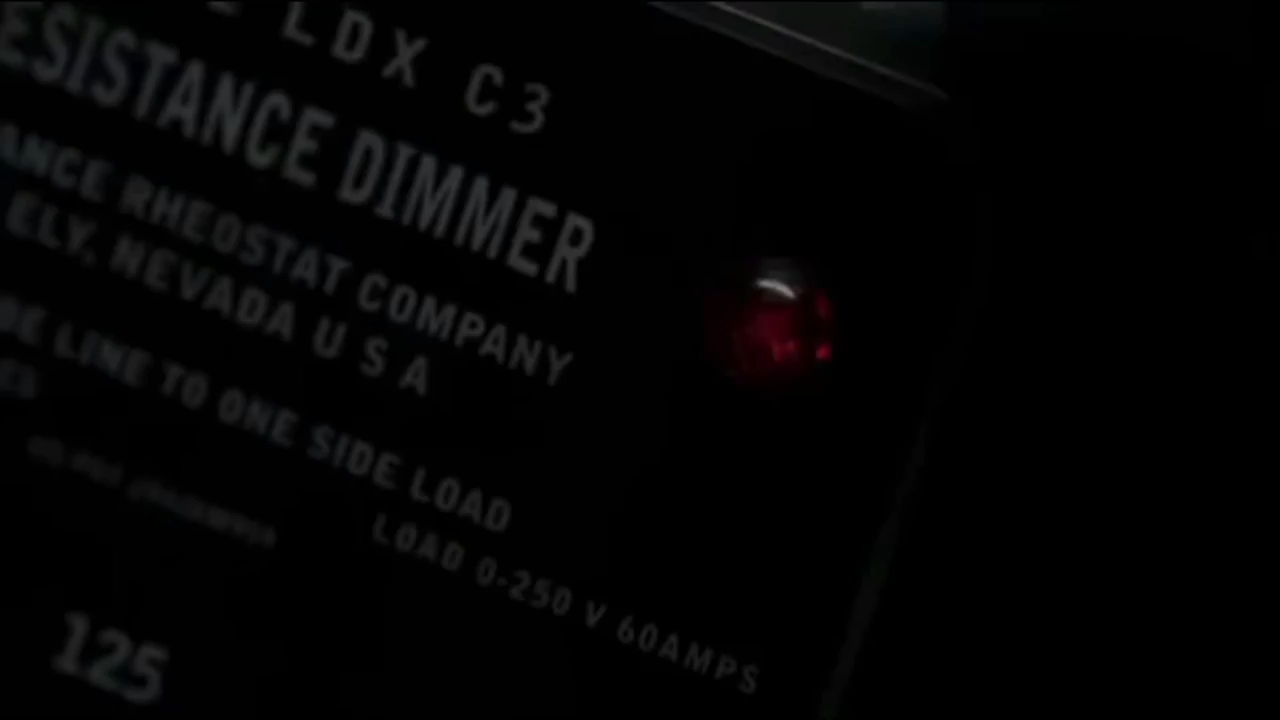 LDX C3
ESISTANCE DIMMER
ANCE RHEOSTAT COMPANY
ELY, NEVADA U S A
DE LINE TO ONE SIDE LOAD
LOAD 0-250 V 60AMPS
125